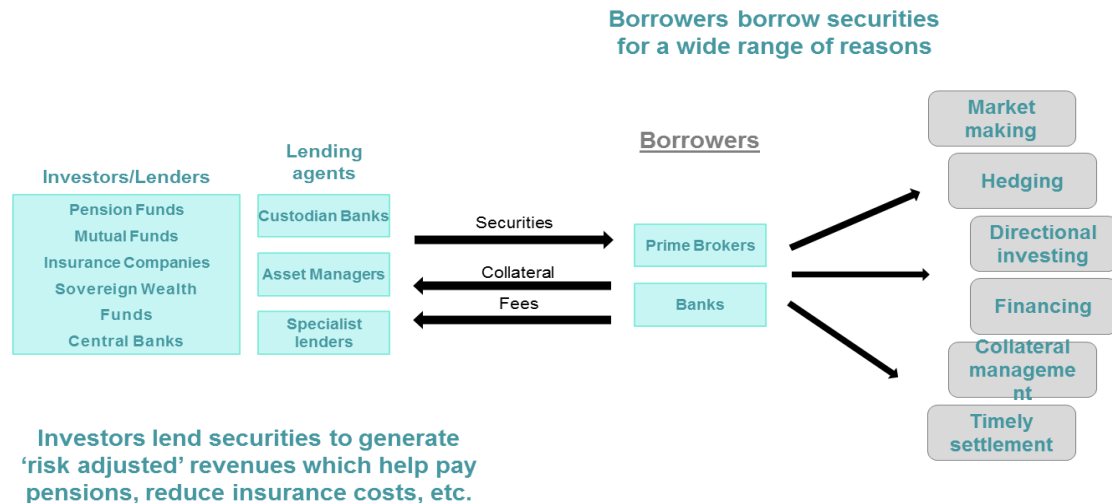 Borrowers borrow securities
for a wide range of reasons
Investors/Lenders
Pension Funds
Mutual Funds
Insurance Companies
Sovereign Wealth
Funds
Central Banks
Lending
agents
Custodian Banks
Asset Managers
Specialist
lenders
Securities
Collateral
Fees
Borrowers
Prime Brokers
Banks
Market
making
Hedging
Directional
investing
Financing
Collateral
manageme
nt
Timely
settlement
Investors lend securities to generate
‘risk adjusted’ revenues which help pay
pensions, reduce insurance costs, etc.